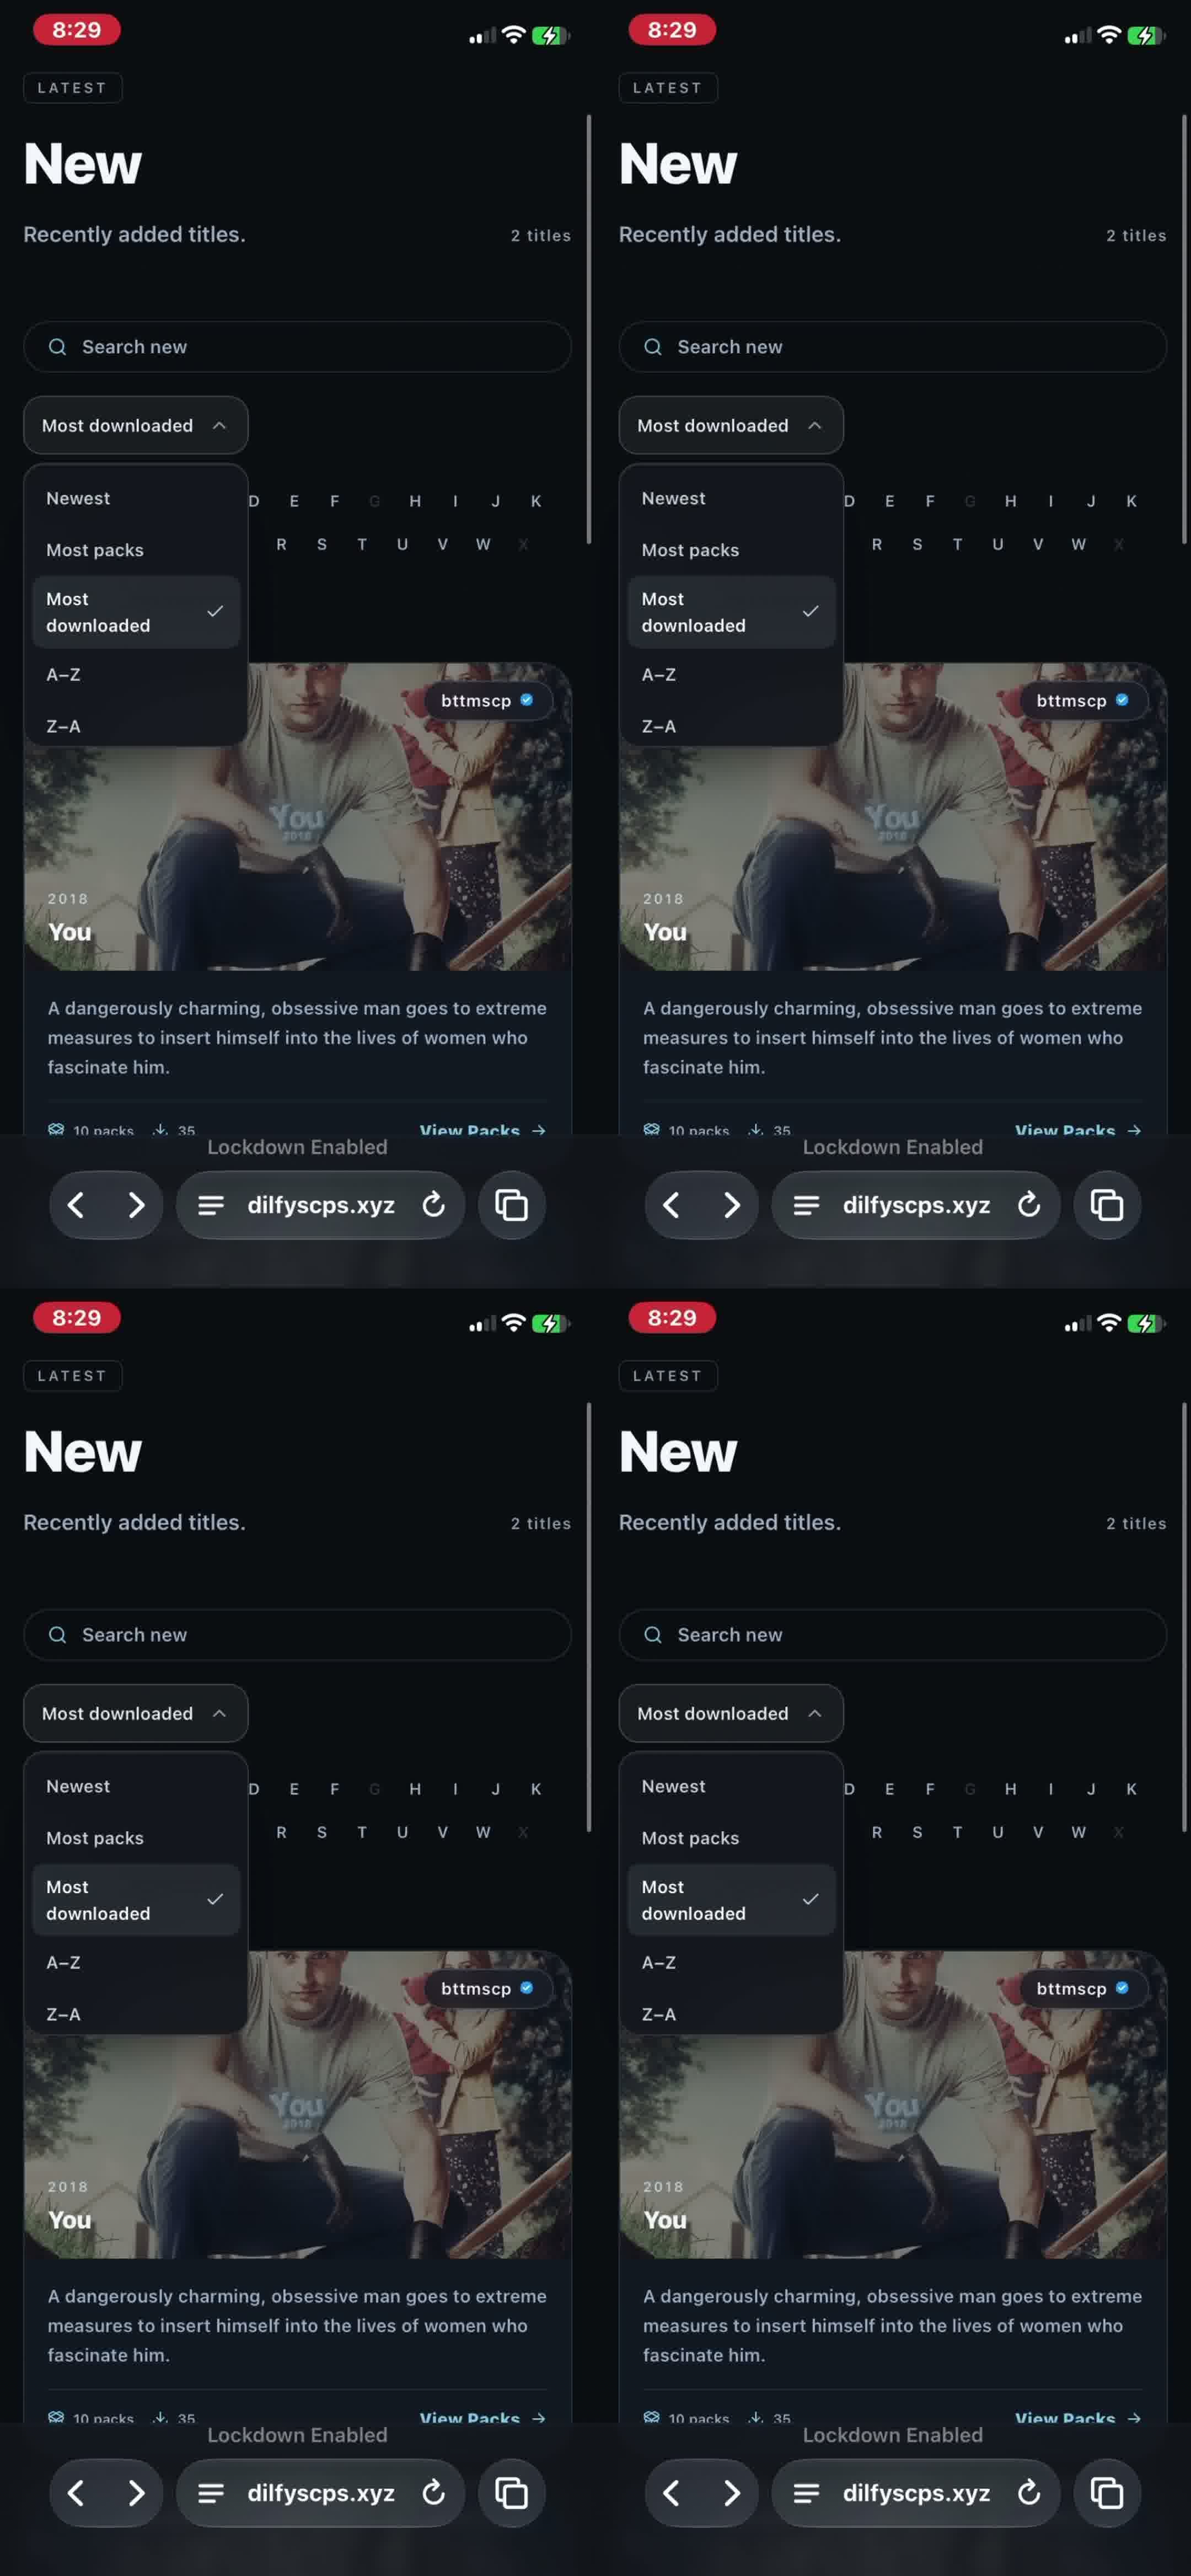 8:29
LATEST
New
Recently added titles.
2 titles
Search new
Most downloaded
Newest
Most packs
Most
downloaded
A–Z
Z–A
D E F G H I J K
R S T U V W X
bttmscp
You
2018
2018
You
A dangerously charming, obsessive man goes to extreme
measures to insert himself into the lives of women who
fascinate him.
10 packs 35 View Packs →
Lockdown Enabled
dilfyscps.xyz
8:29
LATEST
New
Recently added titles.
2 titles
Search new
Most downloaded
Newest
Most packs
Most
downloaded
A–Z
Z–A
D E F G H I J K
R S T U V W X
bttmscp
You
2018
2018
You
A dangerously charming, obsessive man goes to extreme
measures to insert himself into the lives of women who
fascinate him.
10 packs 35 View Packs →
Lockdown Enabled
dilfyscps.xyz
8:29
LATEST
New
Recently added titles.
2 titles
Search new
Most downloaded
Newest
Most packs
Most
downloaded
A–Z
Z–A
D E F G H I J K
R S T U V W X
bttmscp
You
2018
2018
You
A dangerously charming, obsessive man goes to extreme
measures to insert himself into the lives of women who
fascinate him.
10 packs 35 View Packs →
Lockdown Enabled
dilfyscps.xyz
8:29
LATEST
New
Recently added titles.
2 titles
Search new
Most downloaded
Newest
Most packs
Most
downloaded
A–Z
Z–A
D E F G H I J K
R S T U V W X
bttmscp
You
2018
2018
You
A dangerously charming, obsessive man goes to extreme
measures to insert himself into the lives of women who
fascinate him.
10 packs 35 View Packs →
Lockdown Enabled
dilfyscps.xyz